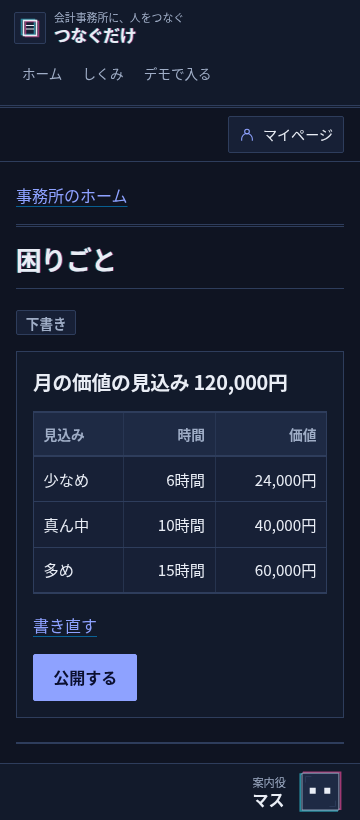 会計事務所に、人をつなぐ
つなぐだけ
ホーム しくみ デモで入る
マイページ
事務所のホーム
困りごと
下書き
月の価値の見込み 120,000円
見込み 時間 価値
少なめ 6時間 24,000円
真ん中 10時間 40,000円
多め 15時間 60,000円
書き直す
公開する
案内役
マス